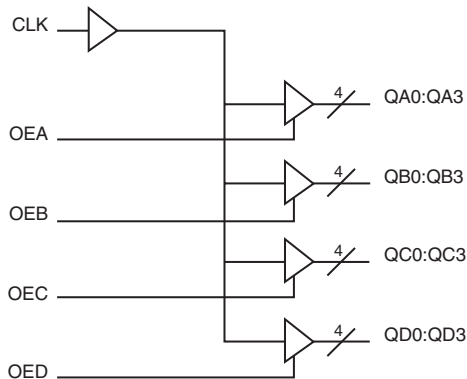 CLK
4
QA0:QA3
OEA
4
QB0:QB3
OEB
4
QC0:QC3
OEC
4
QD0:QD3
OED